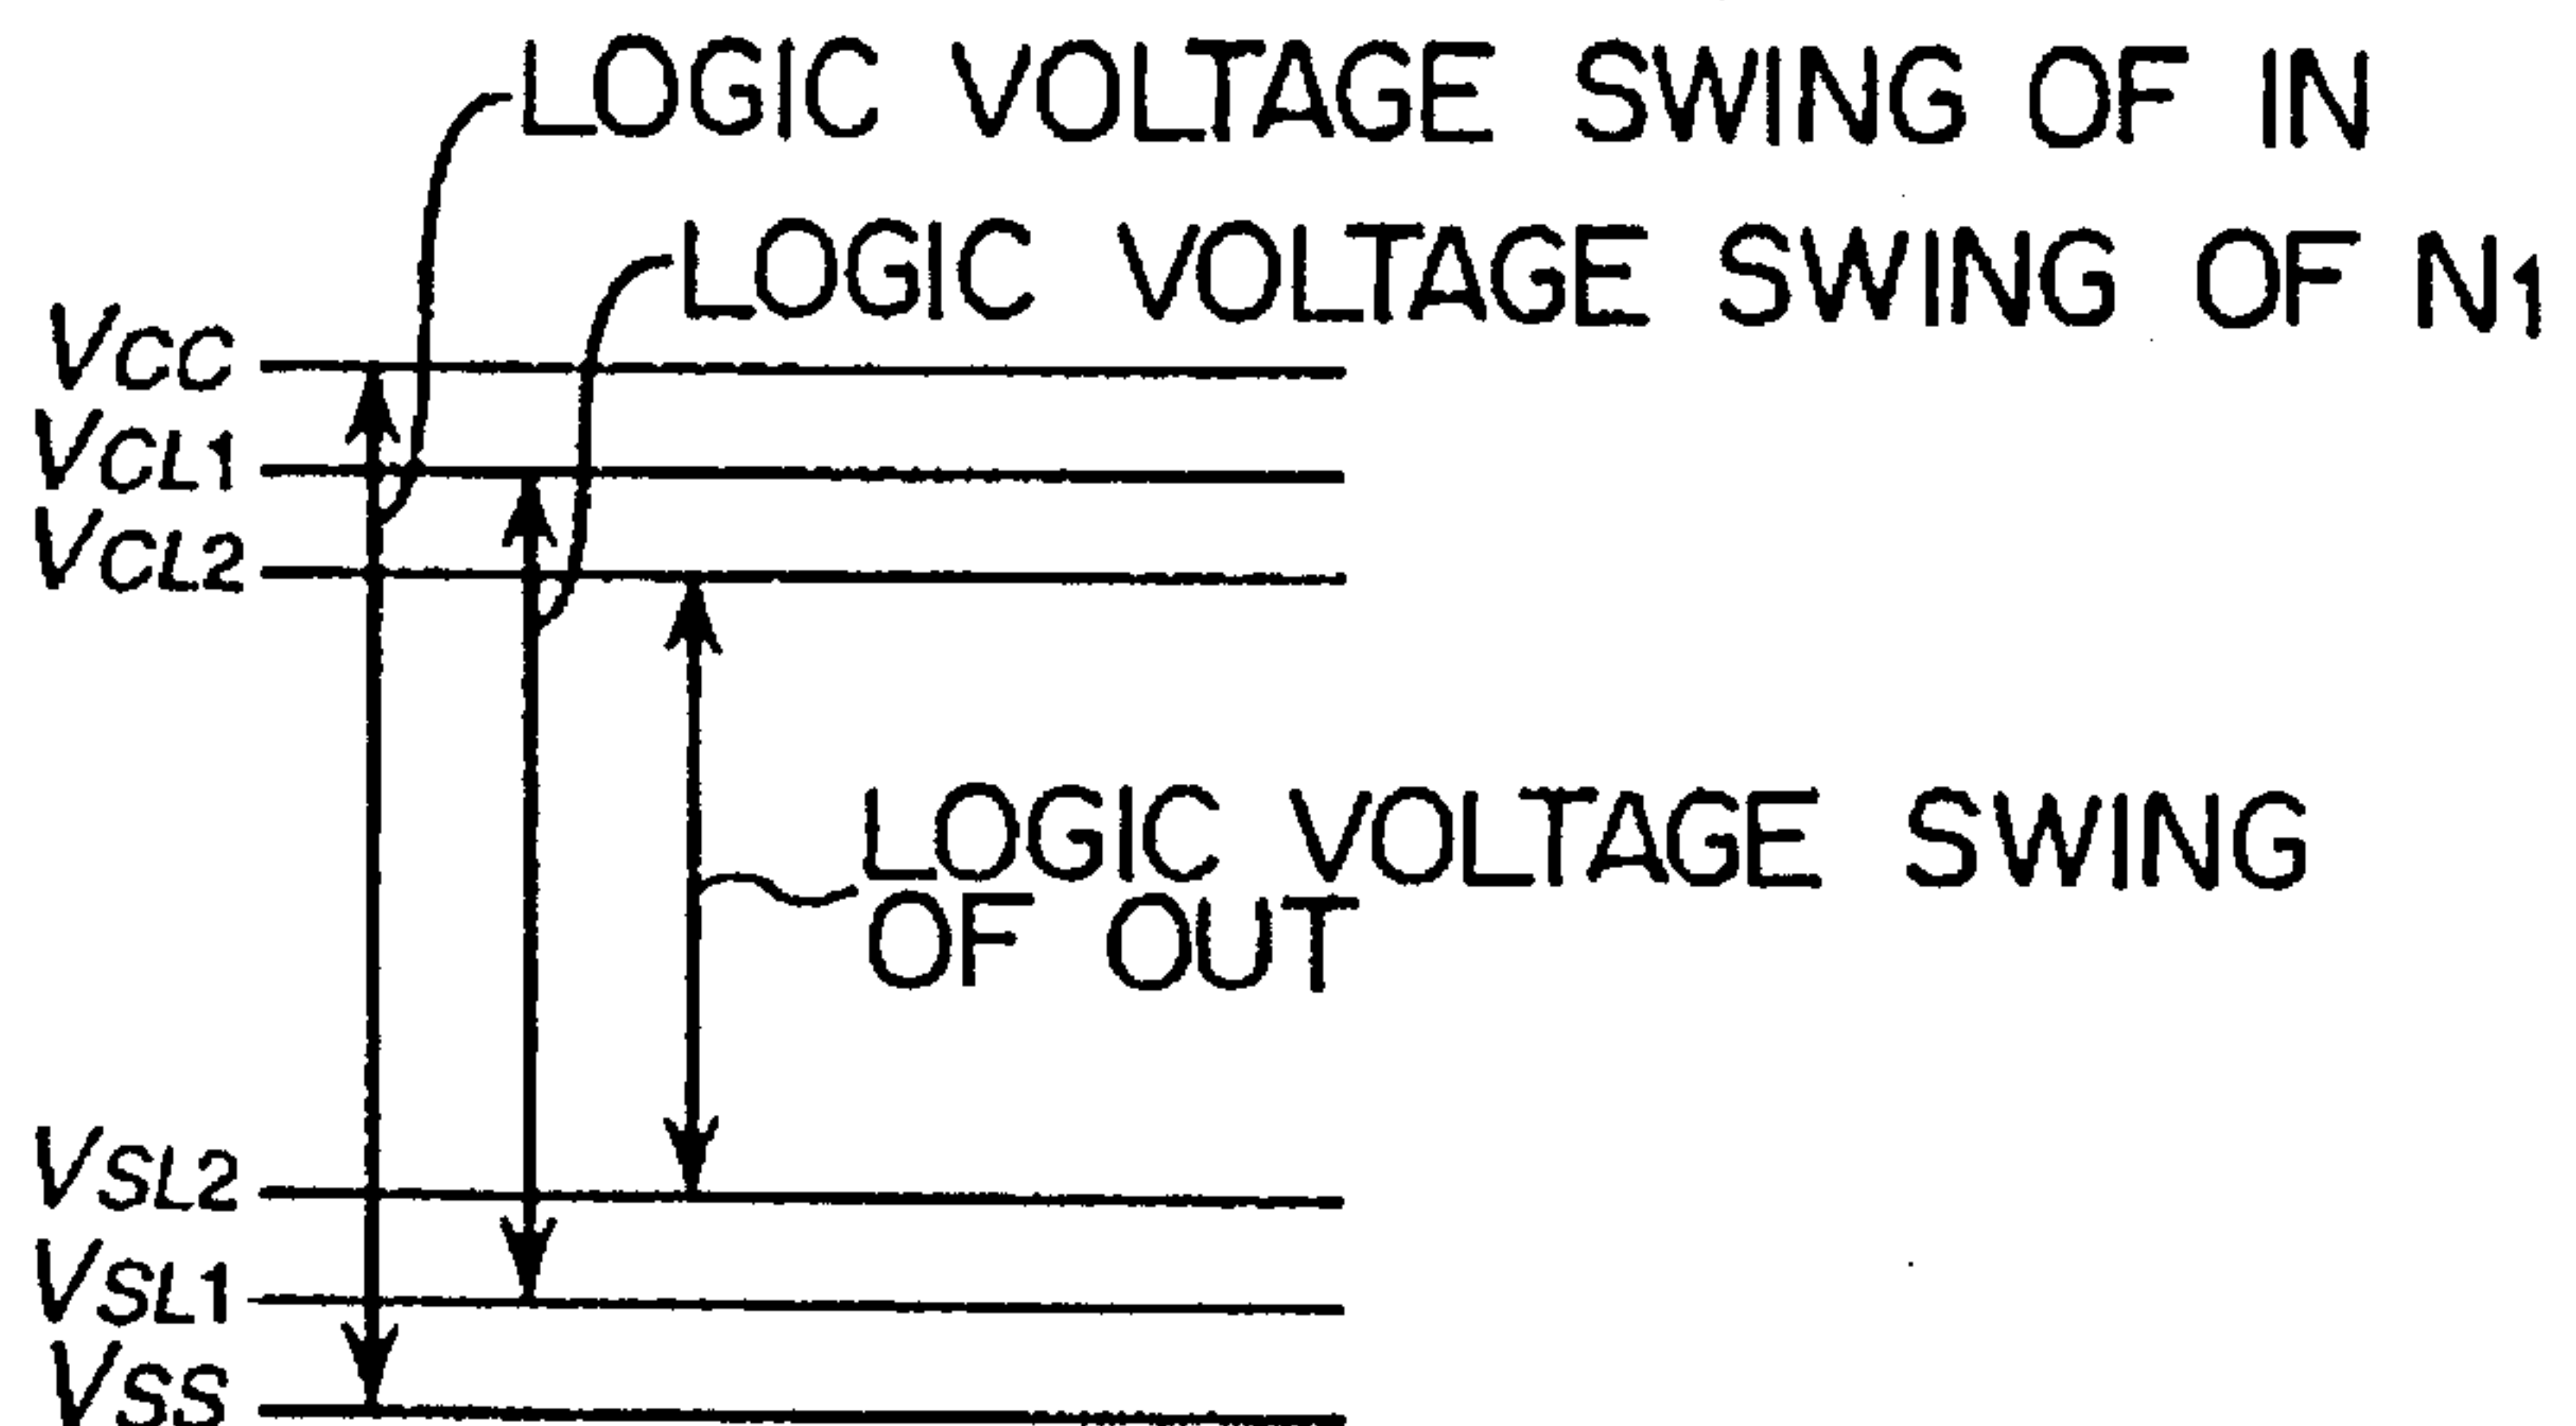 LOGIC VOLTAGE SWING OF IN
LOGIC VOLTAGE SWING OF N1
VCC
VCL1
VCL2
LOGIC VOLTAGE SWING
OF OUT
VSL2
VSL1
VSS